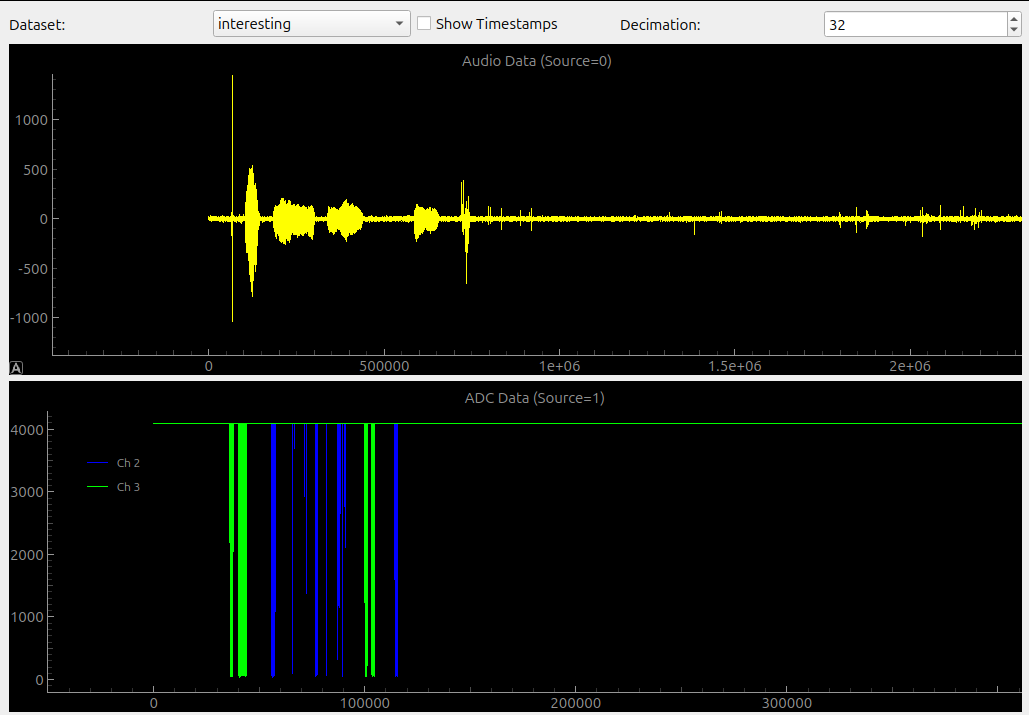 Dataset: interesting Show Timestamps Decimation: 32
Audio Data (Source=0)
1000
500
0
-500
-1000
A
0 500000 1e+06 1.5e+06 2e+06
ADC Data (Source=1)
4000
Ch 2
3000 Ch 3
2000
1000
0
0 100000 200000 300000